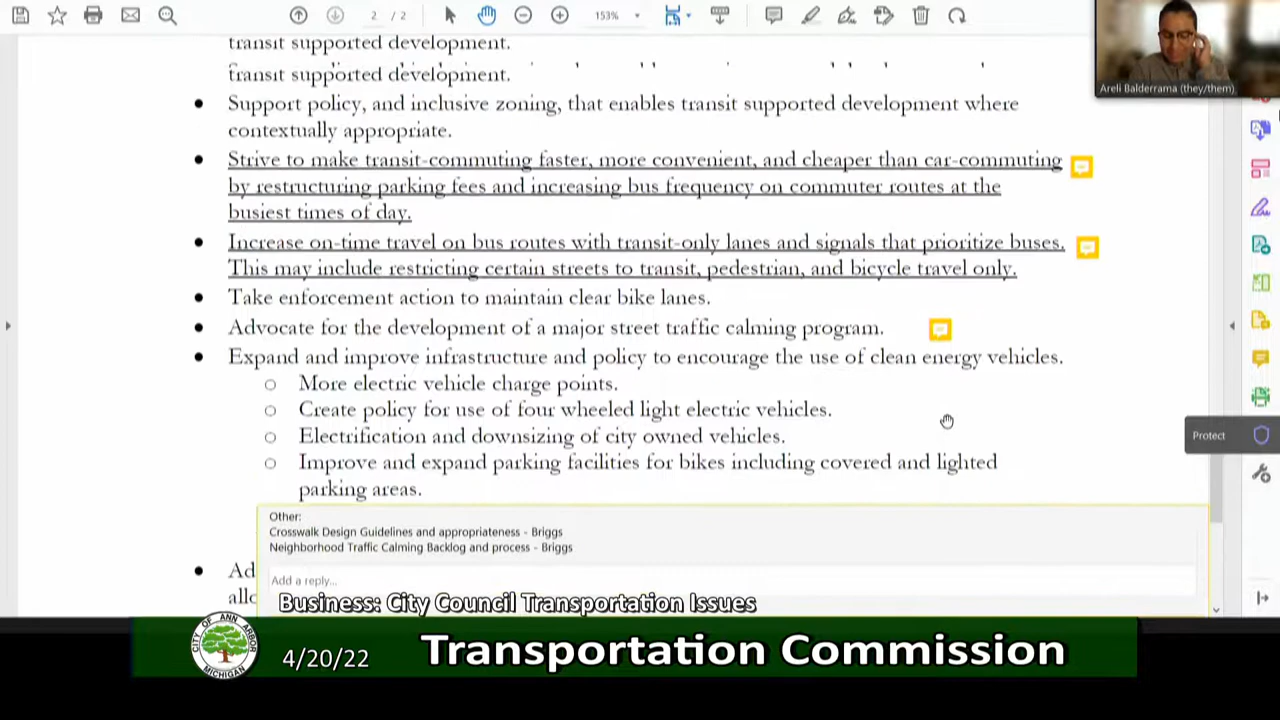 2 / 2
153%
Areli Balderrama (they/them)
transit supported development.
transit supported development.
Support policy, and inclusive zoning, that enables transit supported development where
contextually appropriate.
Strive to make transit-commuting faster, more convenient, and cheaper than car-commuting
by restructuring parking fees and increasing bus frequency on commuter routes at the
busiest times of day.
Increase on-time travel on bus routes with transit-only lanes and signals that prioritize buses.
This may include restricting certain streets to transit, pedestrian, and bicycle travel only.
Take enforcement action to maintain clear bike lanes.
Advocate for the development of a major street traffic calming program.
Expand and improve infrastructure and policy to encourage the use of clean energy vehicles.
More electric vehicle charge points.
Create policy for use of four wheeled light electric vehicles.
Protect
Electrification and downsizing of city owned vehicles.
Improve and expand parking facilities for bikes including covered and lighted
parking areas.
Other:
Crosswalk Design Guidelines and appropriateness - Briggs
Neighborhood Traffic Calming Backlog and process - Briggs
Ad
Add a reply...
allo
Business: City Council Transportation Issues
CITY OF ANN ARBOR
MICHIGAN
4/20/22
Transportation Commission